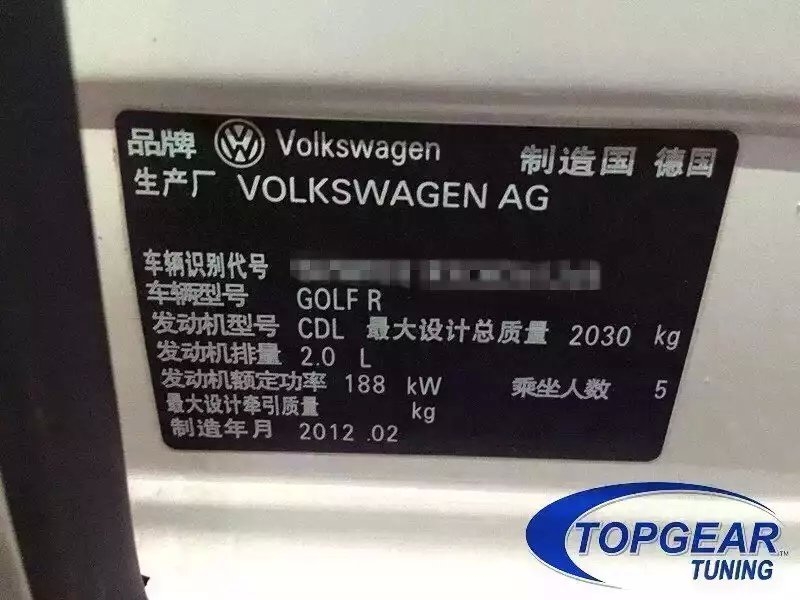 品牌 Volkswagen 制造国 德国
生产厂 VOLKSWAGEN AG
车辆识别代号
车辆型号 GOLF R
发动机型号 CDL 最大设计总质量 2030 kg
发动机排量 2.0 L
发动机额定功率 188 kW 乘坐人数 5
最大设计牵引质量 kg
制造年月 2012 .02
TOPGEAR™
TUNING